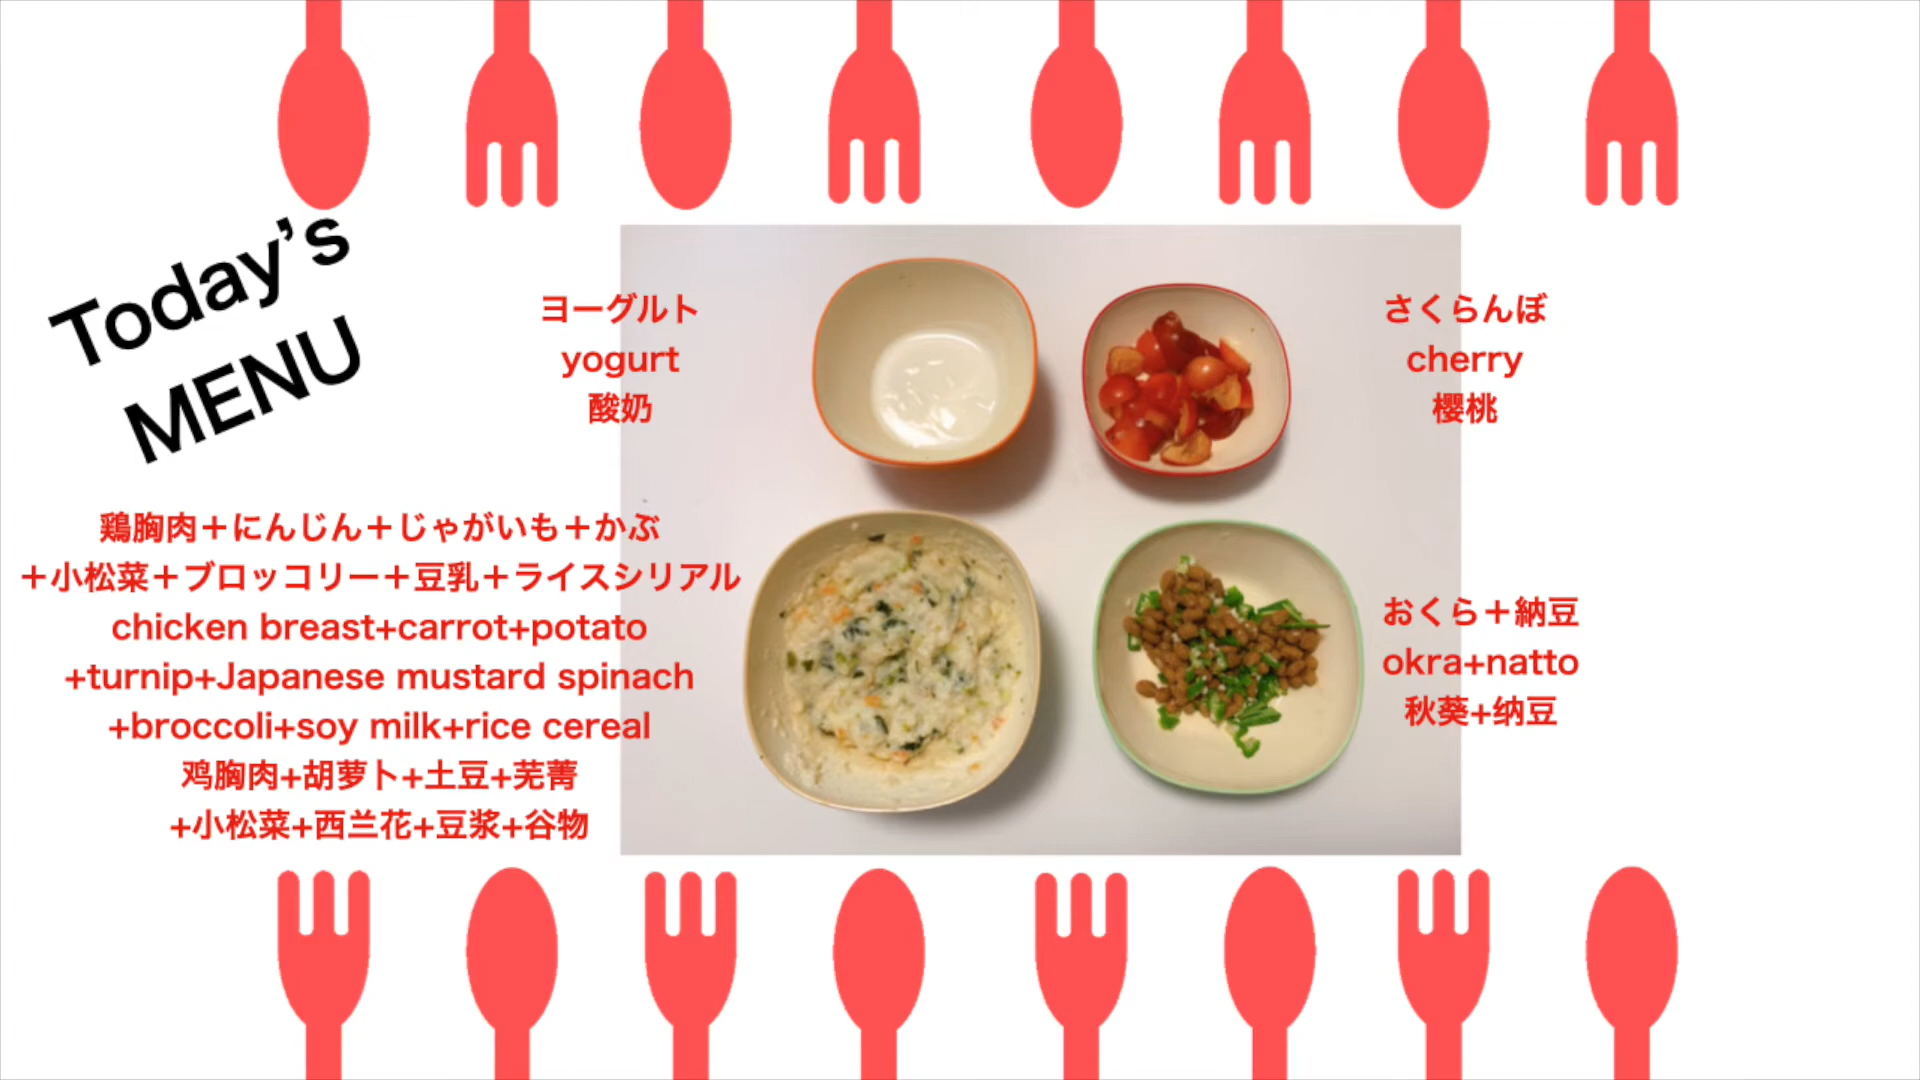 Today's
MENU
ヨーグルト
yogurt
酸奶
さくらんぼ
cherry
櫻桃
鶏胸肉＋にんじん＋じゃがいも＋かぶ
＋小松菜＋ブロッコリー＋豆乳＋ライスシリアル
chicken breast+carrot+potato
+turnip+Japanese mustard spinach
+broccoli+soy milk+rice cereal
鸡胸肉+胡萝卜+土豆+芜菁
+小松菜+西兰花+豆浆+谷物
おくら＋納豆
okra+natto
秋葵+纳豆